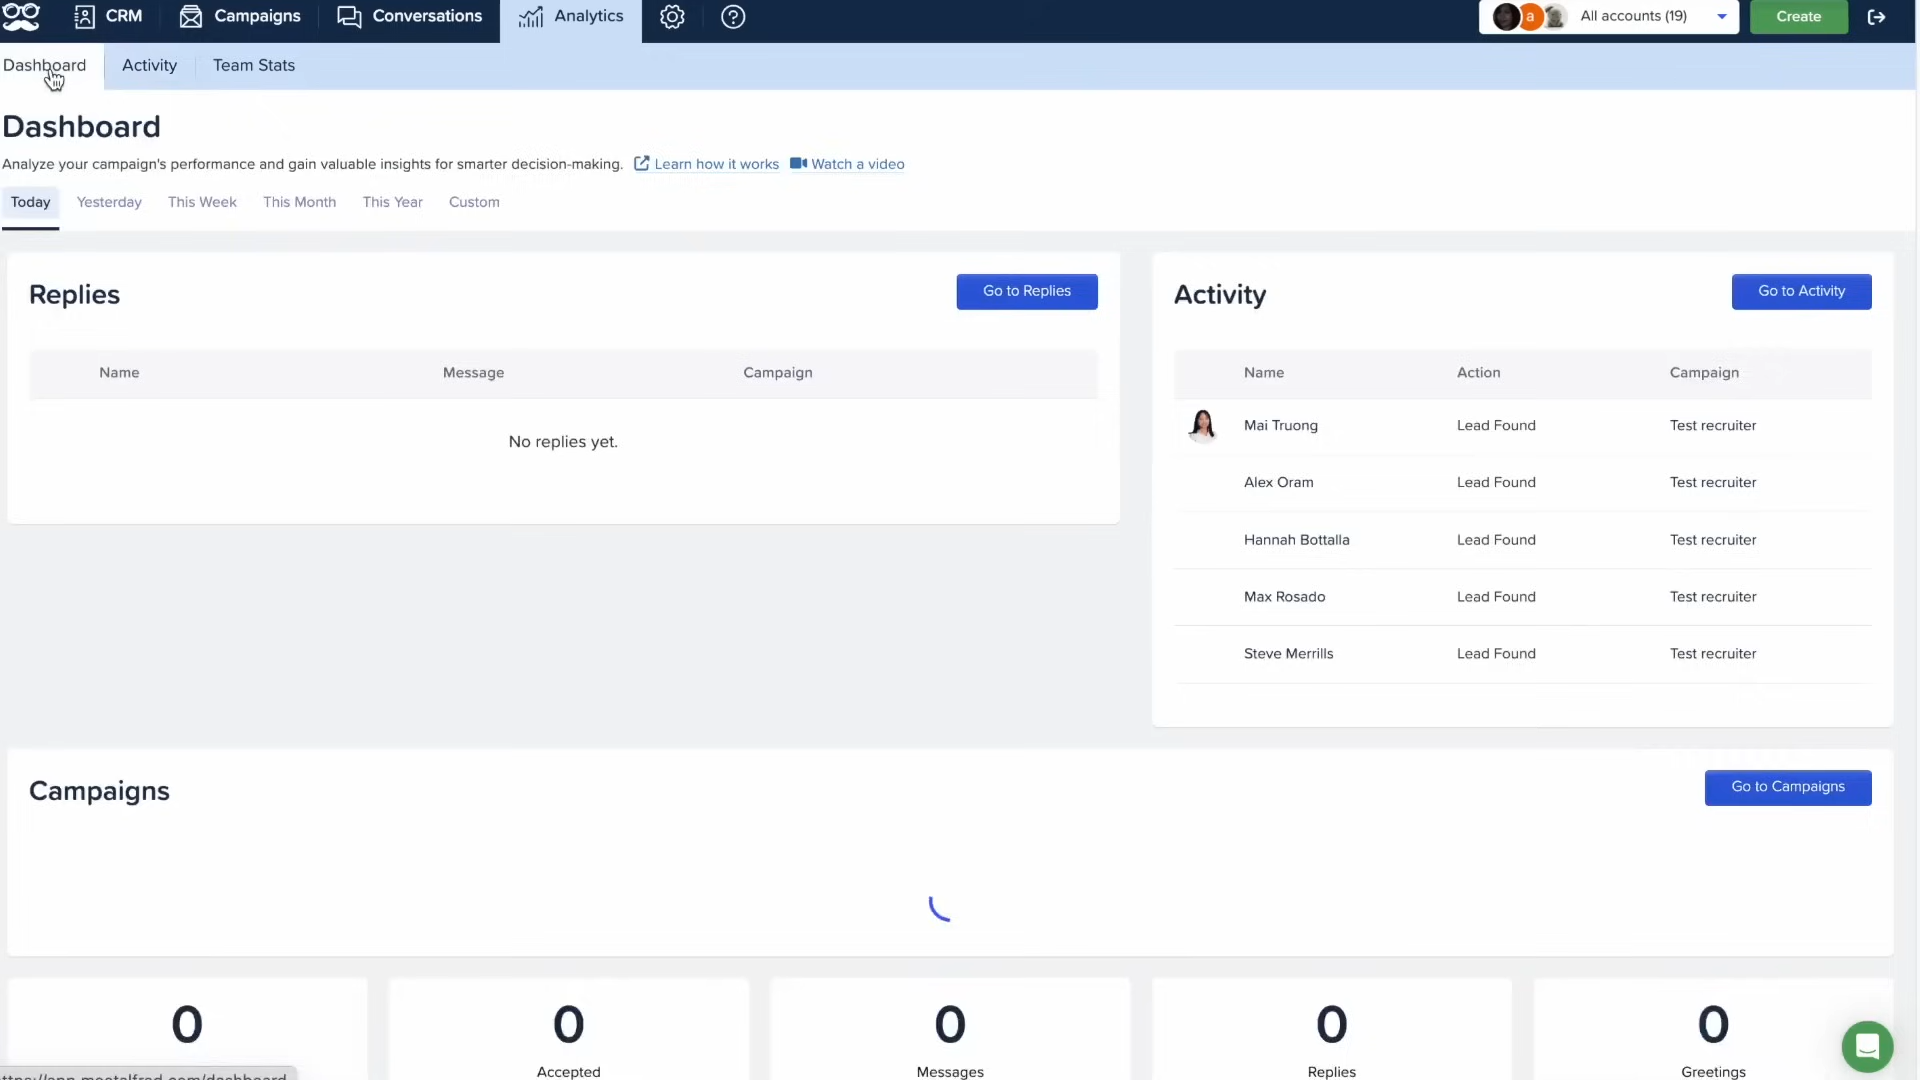 CRM
Campaigns
Conversations
Analytics
a
All accounts (19)
Create
Dashboard
Activity
Team Stats
Dashboard
Analyze your campaign's performance and gain valuable insights for smarter decision-making. Learn how it works Watch a video
Today Yesterday This Week This Month This Year Custom
Replies
Go to Replies
Name Message Campaign
No replies yet.
Activity
Go to Activity
Name Action Campaign
Mai Truong Lead Found Test recruiter
Alex Oram Lead Found Test recruiter
Hannah Bottalla Lead Found Test recruiter
Max Rosado Lead Found Test recruiter
Steve Merrills Lead Found Test recruiter
Campaigns
Go to Campaigns
0
0
Accepted
0
Messages
0
Replies
0
Greetings